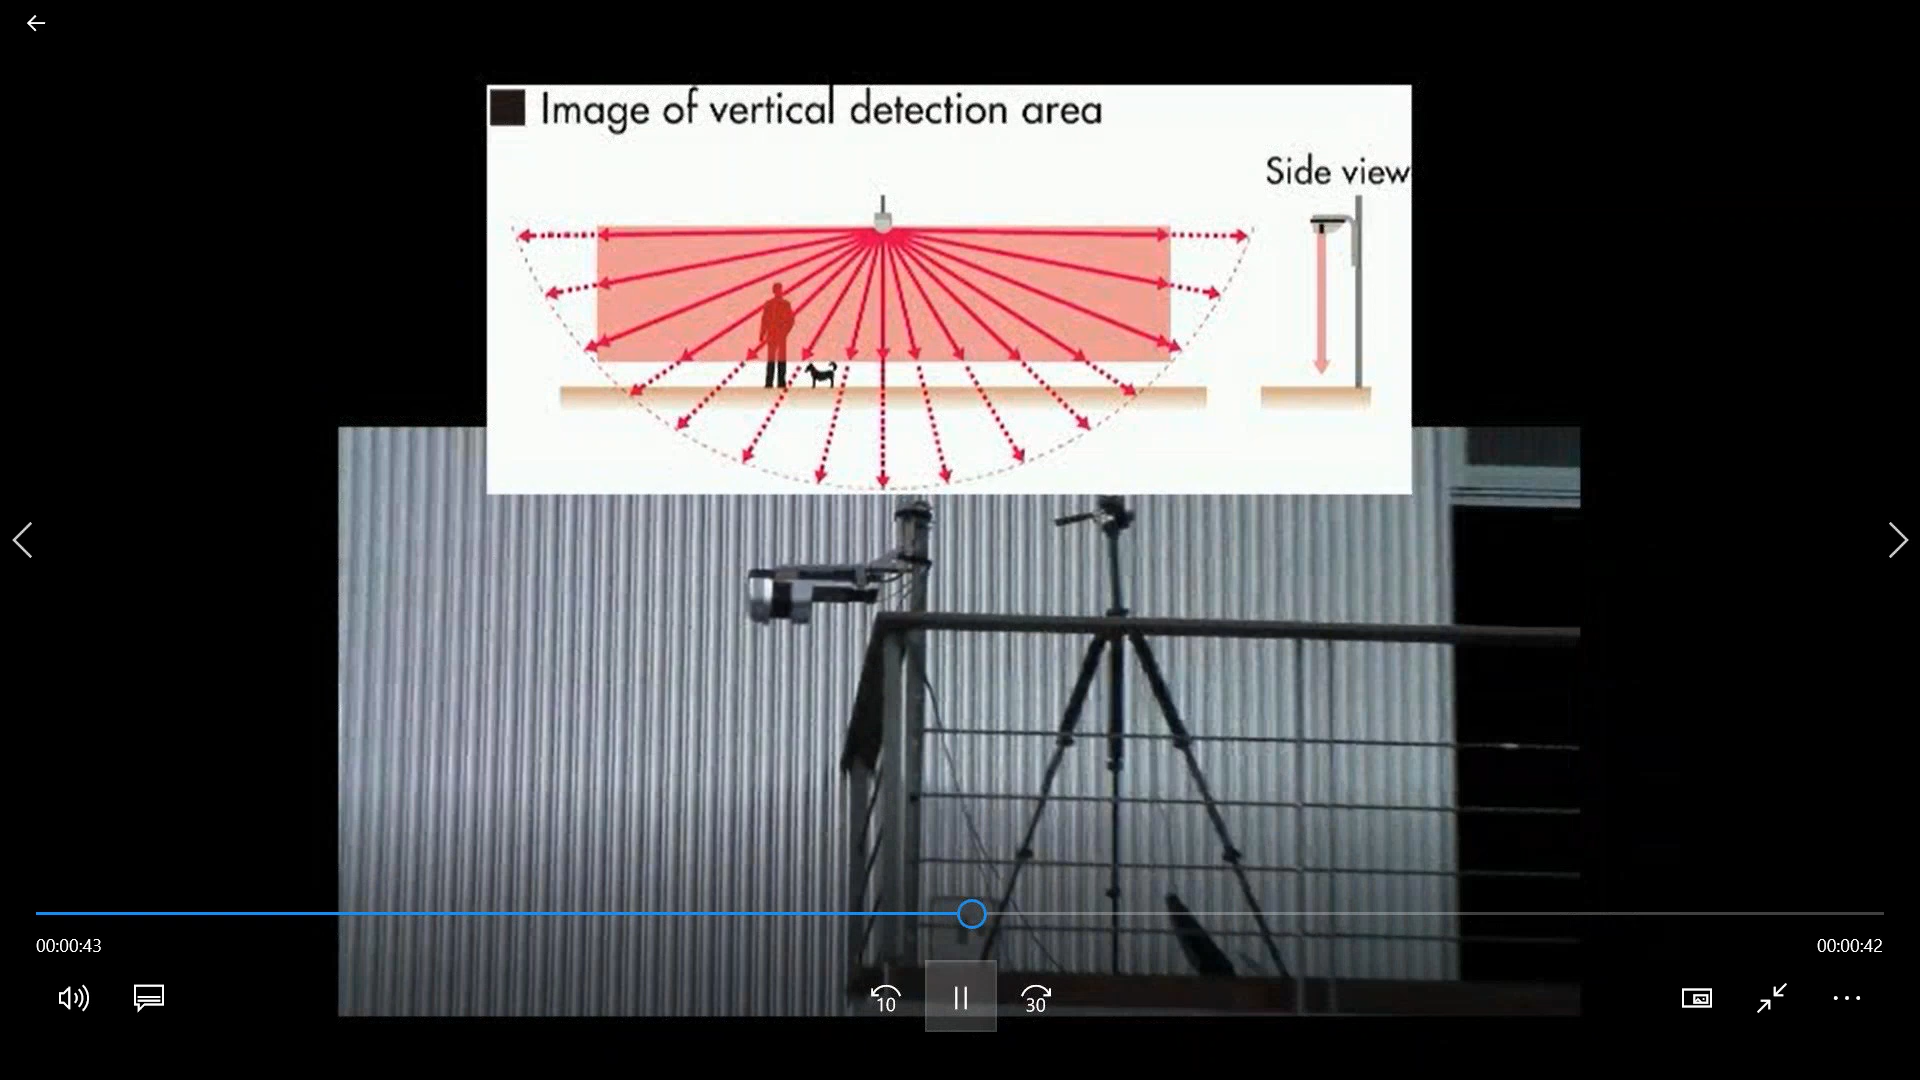 Image of vertical detection area
Side view
00:00:43
00:00:42
10
30